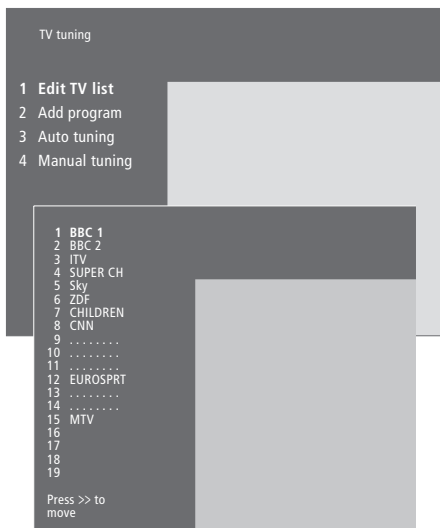 TV tuning
1 Edit TV list
2 Add program
3 Auto tuning
4 Manual tuning
1 BBC 1
2 BBC 2
3 ITV
4 SUPER CH
5 Sky
6 ZDF
7 CHILDREN
8 CNN
9 ........
10 ........
11 ........
12 EUROSPRT
13 ........
14 ........
15 MTV
16
17
18
19
Press >> to
move